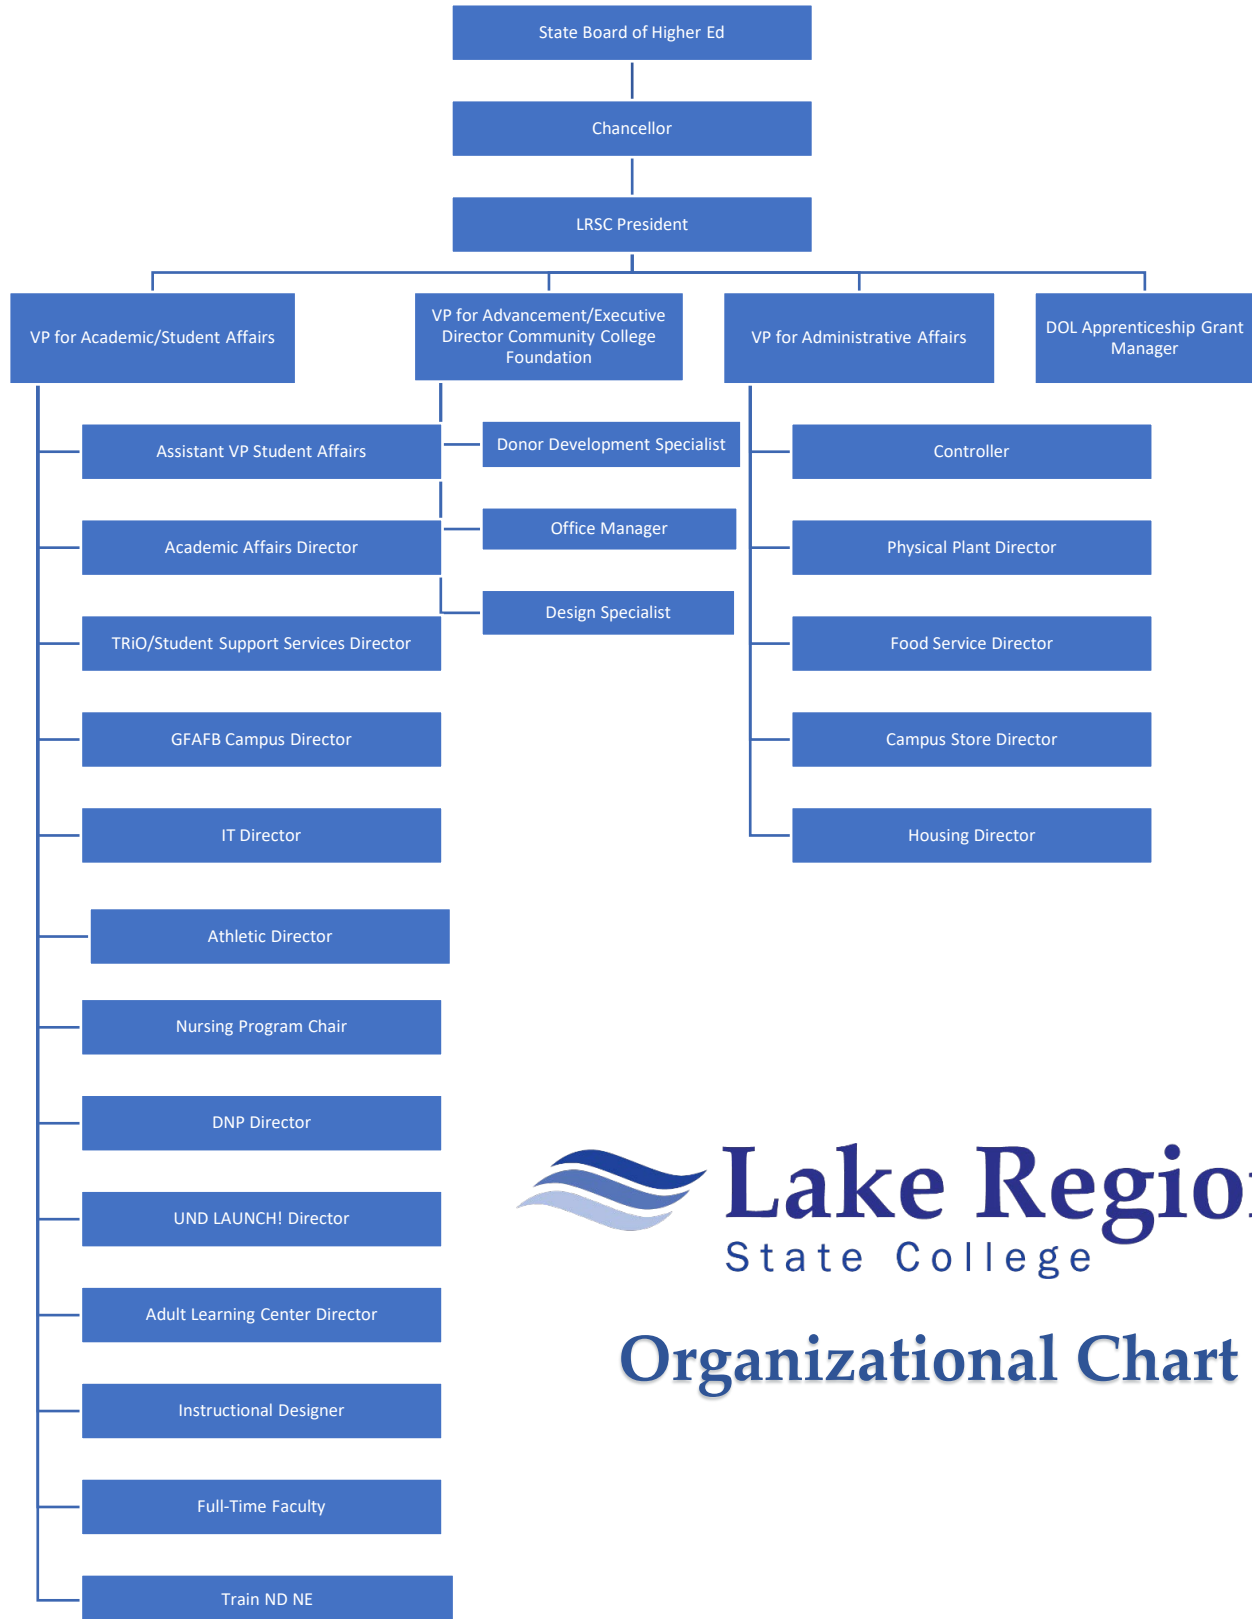 State Board of Higher Ed
Chancellor
LRSC President
VP for Academic/Student Affairs
VP for Advancement/Executive
Director Community College
Foundation
VP for Administrative Affairs
DOL Apprenticeship Grant
Manager
Assistant VP Student Affairs
Academic Affairs Director
TRiO/Student Support Services Director
GFAFB Campus Director
IT Director
Athletic Director
Nursing Program Chair
DNP Director
UND LAUNCH! Director
Adult Learning Center Director
Instructional Designer
Full-Time Faculty
Train ND NE
Donor Development Specialist
Office Manager
Design Specialist
Controller
Physical Plant Director
Food Service Director
Campus Store Director
Housing Director
Lake Region
State College
Organizational Chart